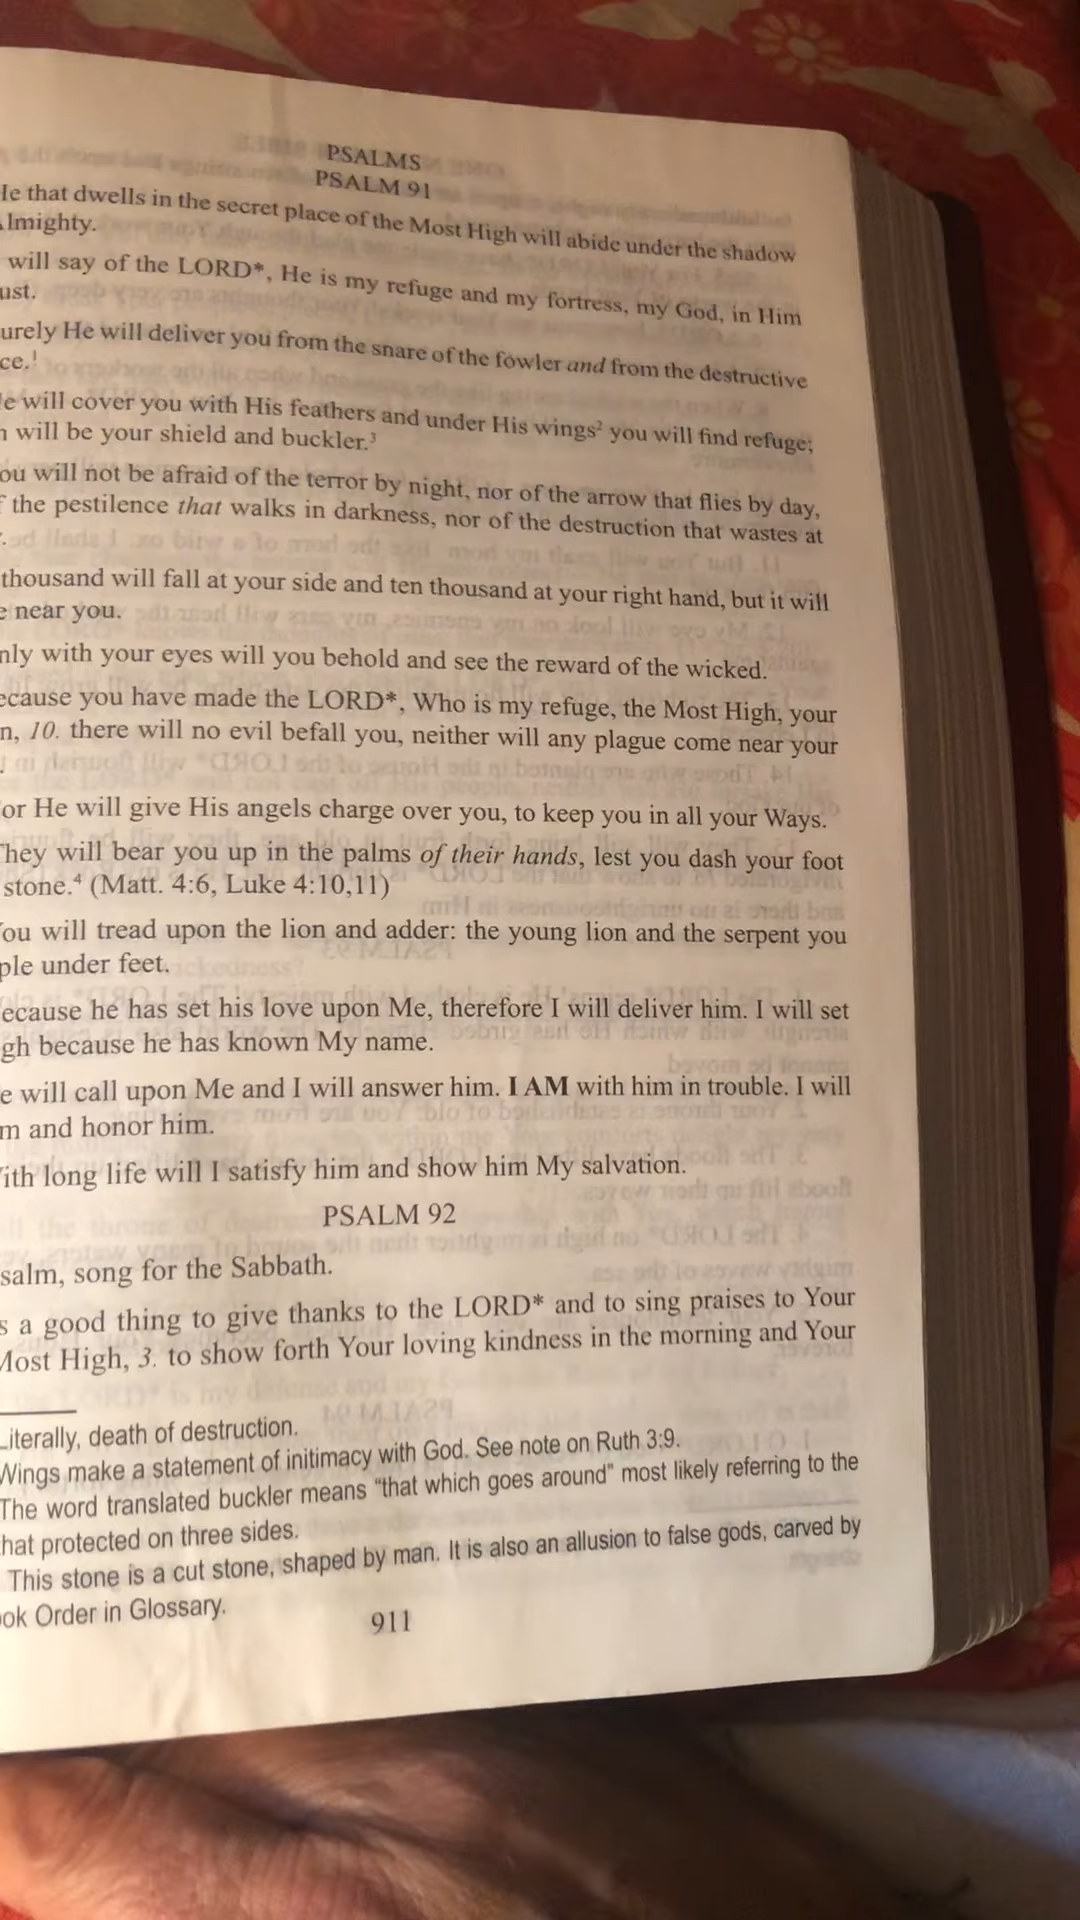 PSALMS
PSALM 91
He that dwells in the secret place of the Most High will abide under the shadow
Almighty.
will say of the LORD*, He is my refuge and my fortress, my God, in Him
ust.
urely He will deliver you from the snare of the fowler and from the destructive
ce.¹
e will cover you with His feathers and under His wings² you will find refuge;
will be your shield and buckler.³
ou will not be afraid of the terror by night, nor of the arrow that flies by day,
f the pestilence that walks in darkness, nor of the destruction that wastes at
thousand will fall at your side and ten thousand at your right hand, but it will
e near you.
nly with your eyes will you behold and see the reward of the wicked.
ecause you have made the LORD*, Who is my refuge, the Most High, your
n, 10. there will no evil befall you, neither will any plague come near your
or He will give His angels charge over you, to keep you in all your Ways.
They will bear you up in the palms of their hands, lest you dash your foot
stone.⁴ (Matt. 4:6, Luke 4:10,11)
ou will tread upon the lion and adder: the young lion and the serpent you
ple under feet.
ecause he has set his love upon Me, therefore I will deliver him. I will set
gh because he has known My name.
e will call upon Me and I will answer him. I AM with him in trouble. I will
m and honor him.
ith long life will I satisfy him and show him My salvation.
PSALM 92
salm, song for the Sabbath.
s a good thing to give thanks to the LORD* and to sing praises to Your
Most High, 3. to show forth Your loving kindness in the morning and Your
Literally, death of destruction.
Wings make a statement of initimacy with God. See note on Ruth 3:9.
The word translated buckler means "that which goes around" most likely referring to the
hat protected on three sides.
This stone is a cut stone, shaped by man. It is also an allusion to false gods, carved by
ok Order in Glossary.
911